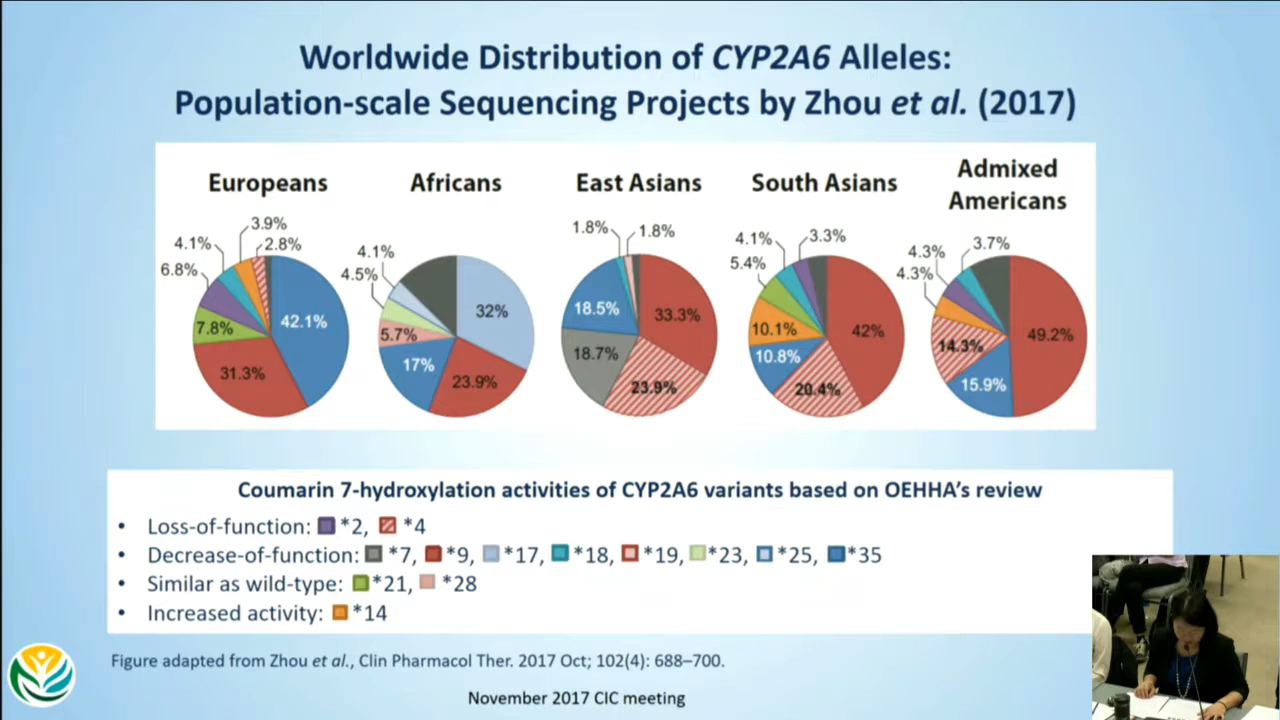 Worldwide Distribution of CYP2A6 Alleles:
Population-scale Sequencing Projects by Zhou et al. (2017)
Europeans
Africans
East Asians
South Asians
Admixed
Americans
3.9%
2.8%
4.1%
6.8%
7.8%
42.1%
31.3%
4.1%
4.5%
5.7%
32%
17%
23.9%
1.8%
1.8%
18.5%
33.3%
18.7%
23.9%
4.1%
3.3%
5.4%
10.1%
42%
10.8%
20.4%
4.3%
3.7%
4.3%
14.3%
49.2%
15.9%
Coumarin 7-hydroxylation activities of CYP2A6 variants based on OEHHA's review
• Loss-of-function: *2, *4
• Decrease-of-function: *7, *9, *17, *18, *19, *23, *25, *35
• Similar as wild-type: *21, *28
• Increased activity: *14
Figure adapted from Zhou et al., Clin Pharmacol Ther. 2017 Oct; 102(4): 688–700.
November 2017 CIC meeting